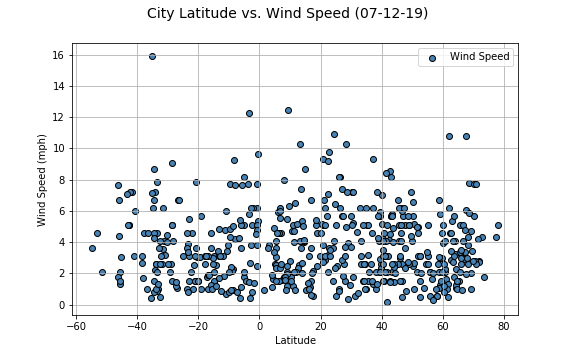 City Latitude vs. Wind Speed (07-12-19)
Wind Speed
16
14
12
10
8
6
4
2
0
Wind Speed (mph)
−60 −40 −20 0 20 40 60 80
Latitude